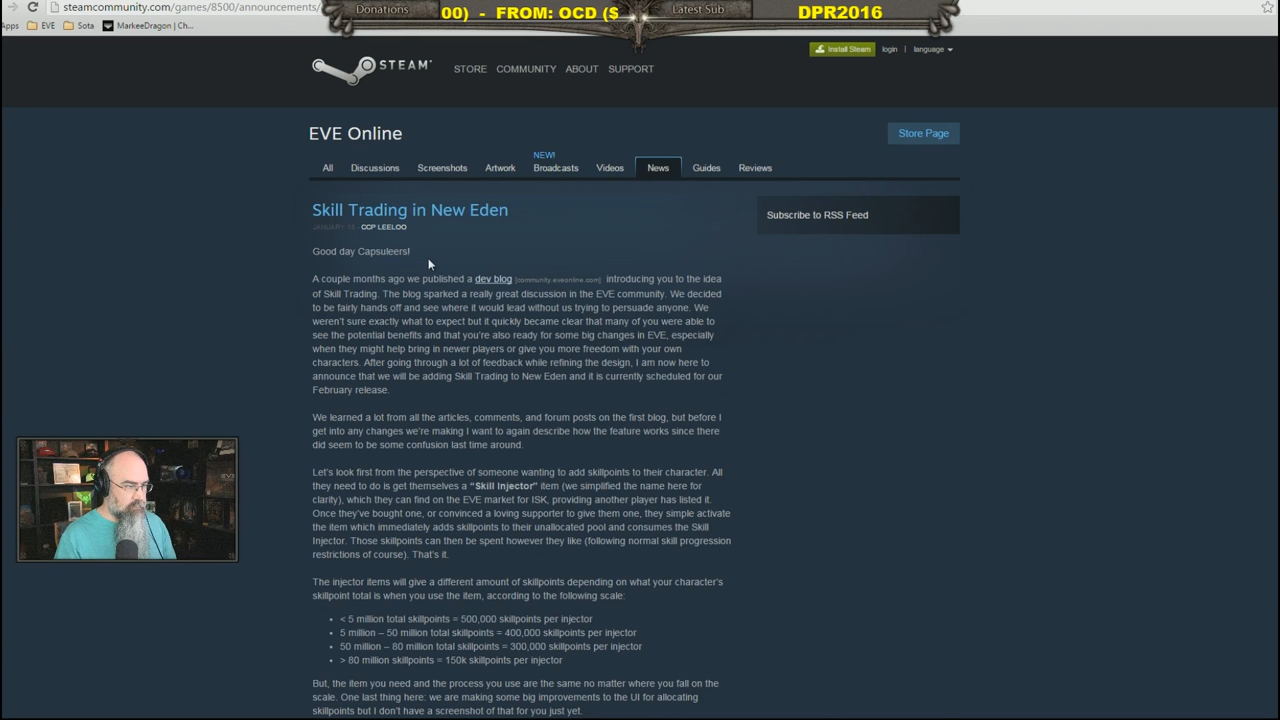 steamcommunity.com/games/8500/announcements/
Donations
00) - FROM: OCD ($
Latest Sub
DPR2016
Apps
EVE
Sota
MarkeeDragon | Ch...
STEAM
STORE
COMMUNITY
ABOUT
SUPPORT
Install Steam
login
language
EVE Online
Store Page
All
Discussions
Screenshots
Artwork
NEW!
Broadcasts
Videos
News
Guides
Reviews
Skill Trading in New Eden
- CCP LEELOO
Subscribe to RSS Feed
Good day Capsuleers!
A couple months ago we published a dev blog [community.eveonline.com] introducing you to the idea
of Skill Trading. The blog sparked a really great discussion in the EVE community. We decided
to be fairly hands off and see where it would lead without us trying to persuade anyone. We
weren't sure exactly what to expect but it quickly became clear that many of you were able to
see the potential benefits and that you're also ready for some big changes in EVE, especially
when they might help bring in newer players or give you more freedom with your own
characters. After going through a lot of feedback while refining the design, I am now here to
announce that we will be adding Skill Trading to New Eden and it is currently scheduled for our
February release.
We learned a lot from all the articles, comments, and forum posts on the first blog, but before I
get into any changes we're making I want to again describe how the feature works since there
did seem to be some confusion last time around.
Let's look first from the perspective of someone wanting to add skillpoints to their character. All
they need to do is get themselves a "Skill Injector" item (we simplified the name here for
clarity), which they can find on the EVE market for ISK, providing another player has listed it.
Once they've bought one, or convinced a loving supporter to give them one, they simple activate
the item which immediately adds skillpoints to their unallocated pool and consumes the Skill
Injector. Those skillpoints can then be spent however they like (following normal skill progression
restrictions of course). That's it.
The injector items will give a different amount of skillpoints depending on what your character's
skillpoint total is when you use the item, according to the following scale:
• < 5 million total skillpoints = 500,000 skillpoints per injector
• 5 million – 50 million total skillpoints = 400,000 skillpoints per injector
• 50 million – 80 million total skillpoints = 300,000 skillpoints per injector
• > 80 million skillpoints = 150k skillpoints per injector
But, the item you need and the process you use are the same no matter where you fall on the
scale. One last thing here: we are making some big improvements to the UI for allocating
skillpoints but I don't have a screenshot of that for you just yet.